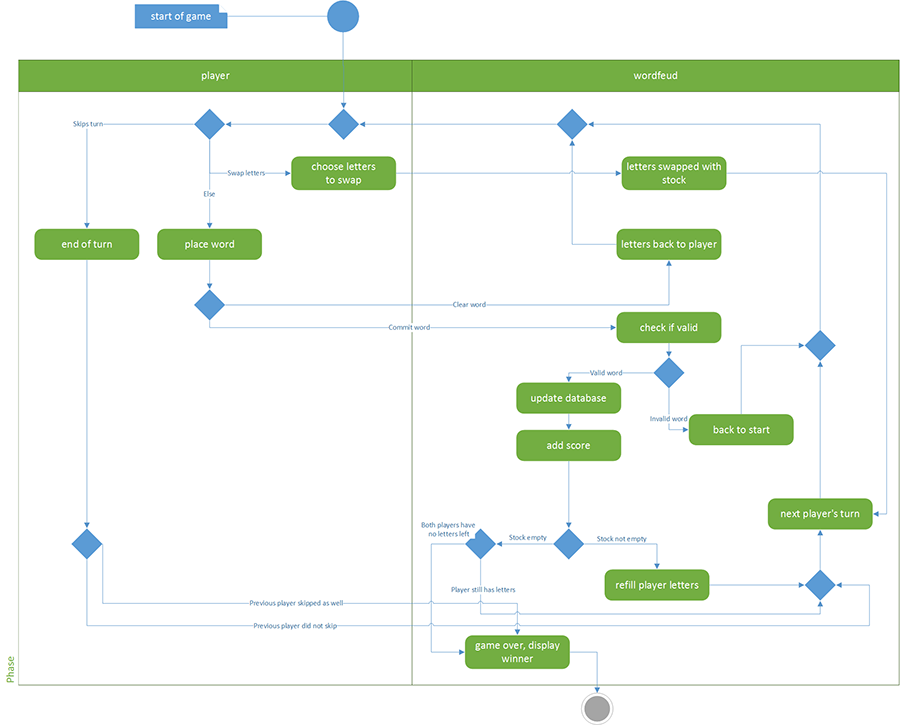 start of game
player
wordfeud
Skips turn
Swap letters
choose letters
to swap
letters swapped with
stock
Else
end of turn
place word
letters back to player
Clear word
Commit word
check if valid
Valid word
update database
Invalid word
back to start
add score
next player's turn
Both players have
no letters left
Stock empty
Stock not empty
Player still has letters
refill player letters
Previous player skipped as well
Previous player did not skip
game over, display
winner
Phase